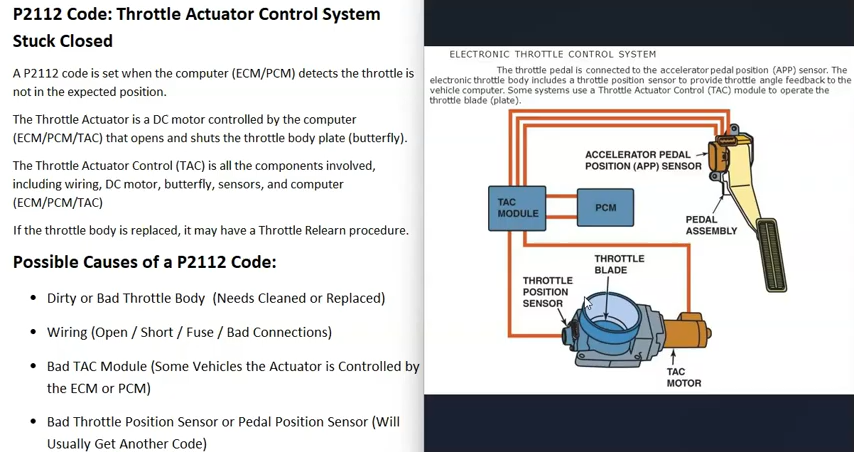 P2112 Code: Throttle Actuator Control System
Stuck Closed
A P2112 code is set when the computer (ECM/PCM) detects the throttle is
not in the expected position.
The Throttle Actuator is a DC motor controlled by the computer
(ECM/PCM/TAC) that opens and shuts the throttle body plate (butterfly).
The Throttle Actuator Control (TAC) is all the components involved,
including wiring, DC motor, butterfly, sensors, and computer
(ECM/PCM/TAC)
If the throttle body is replaced, it may have a Throttle Relearn procedure.
Possible Causes of a P2112 Code:
• Dirty or Bad Throttle Body (Needs Cleaned or Replaced)
• Wiring (Open / Short / Fuse / Bad Connections)
• Bad TAC Module (Some Vehicles the Actuator is Controlled by
the ECM or PCM)
• Bad Throttle Position Sensor or Pedal Position Sensor (Will
Usually Get Another Code)
ELECTRONIC THROTTLE CONTROL SYSTEM
The throttle pedal is connected to the accelerator pedal position (APP) sensor. The
electronic throttle body includes a throttle position sensor to provide throttle angle feedback to the
vehicle computer. Some systems use a Throttle Actuator Control (TAC) module to operate the
throttle blade (plate).
ACCELERATOR PEDAL
POSITION (APP) SENSOR
TAC
MODULE
PCM
PEDAL
ASSEMBLY
THROTTLE
BLADE
THROTTLE
POSITION
SENSOR
TAC
MOTOR